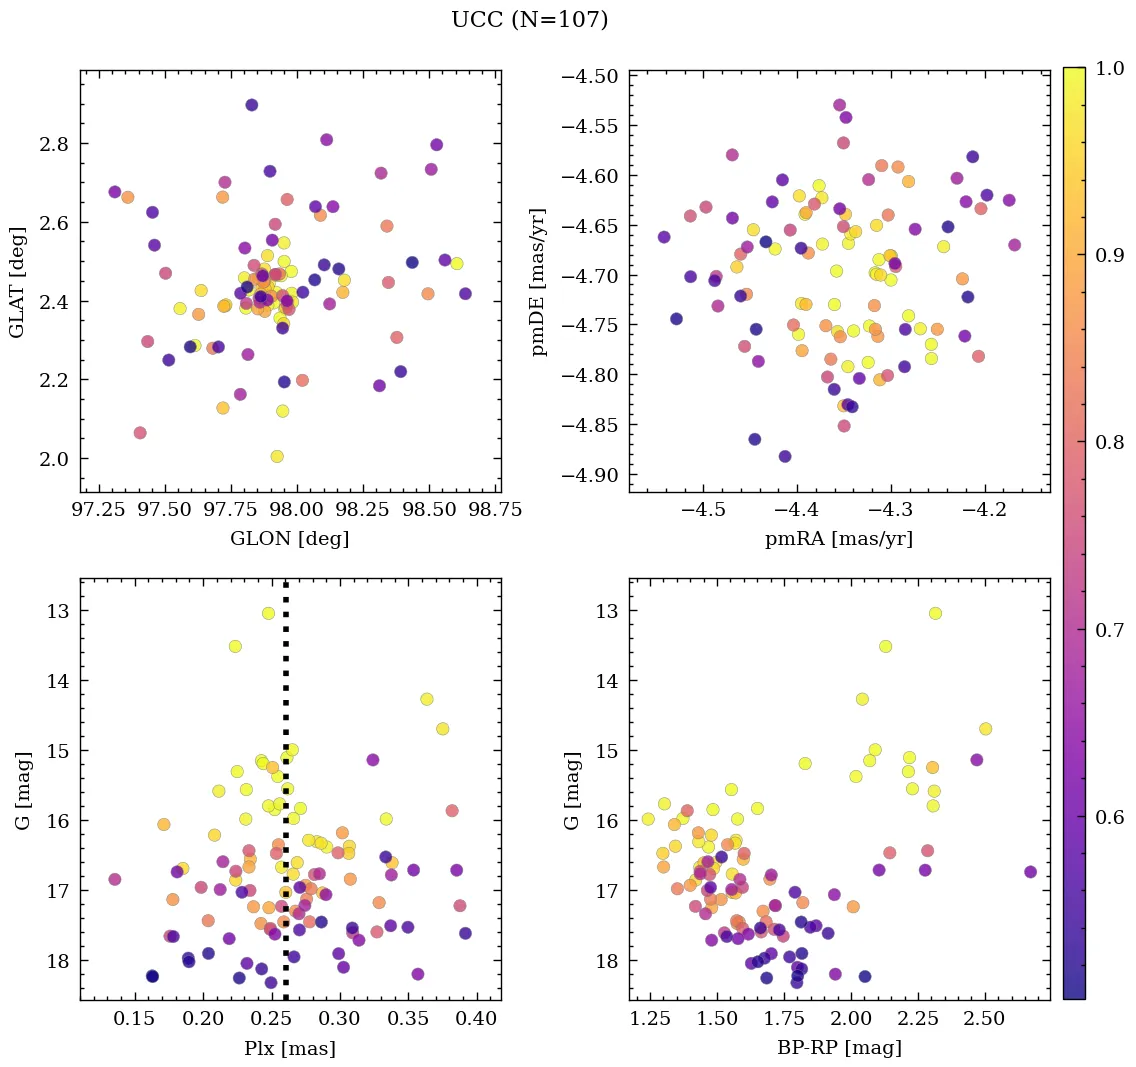 UCC (N=107)
2.8
2.6
2.4
2.2
2.0
GLAT [deg]
97.25 97.50 97.75 98.00 98.25 98.50 98.75
GLON [deg]
−4.50
−4.55
−4.60
−4.65
−4.70
−4.75
−4.80
−4.85
−4.90
pmDE [mas/yr]
−4.5 −4.4 −4.3 −4.2
pmRA [mas/yr]
1.0
0.9
0.8
0.7
0.6
13
14
15
16
17
18
G [mag]
0.15 0.20 0.25 0.30 0.35 0.40
Plx [mas]
13
14
15
16
17
18
G [mag]
1.25 1.50 1.75 2.00 2.25 2.50
BP-RP [mag]